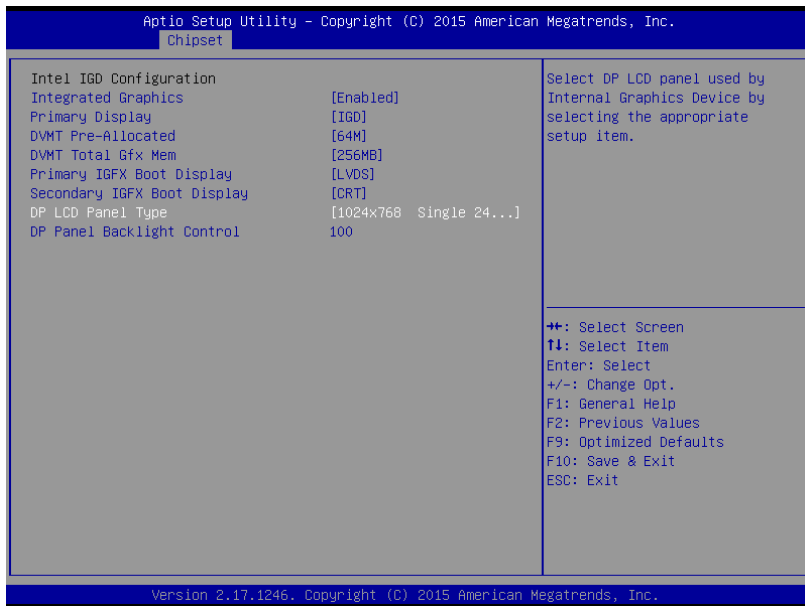 Aptio Setup Utility – Copyright (C) 2015 American Megatrends, Inc.
Chipset
Intel IGD Configuration
Integrated Graphics [Enabled]
Primary Display [IGD]
DVMT Pre-Allocated [64M]
DVMT Total Gfx Mem [256MB]
Primary IGFX Boot Display [LVDS]
Secondary IGFX Boot Display [CRT]
DP LCD Panel Type [1024x768 Single 24...]
DP Panel Backlight Control 100
Select DP LCD panel used by
Internal Graphics Device by
selecting the appropriate
setup item.
→←: Select Screen
↑↓: Select Item
Enter: Select
+/-: Change Opt.
F1: General Help
F2: Previous Values
F9: Optimized Defaults
F10: Save & Exit
ESC: Exit
Version 2.17.1246. Copyright (C) 2015 American Megatrends, Inc.